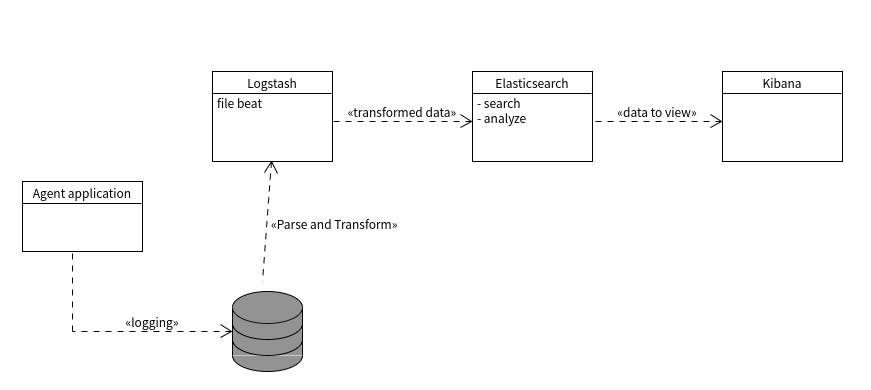 Logstash
file beat
«transformed data»
Elasticsearch
- search
- analyze
«data to view»
Kibana
Agent application
«Parse and Transform»
«logging»